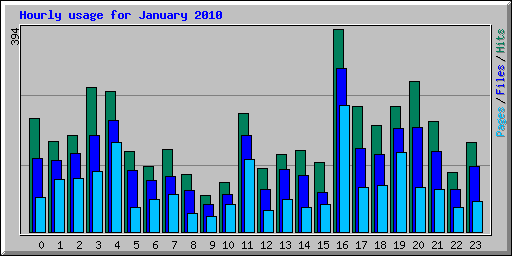 Hourly usage for January 2010
394
Pages/Files/Hits
0 1 2 3 4 5 6 7 8 9 10 11 12 13 14 15 16 17 18 19 20 21 22 23